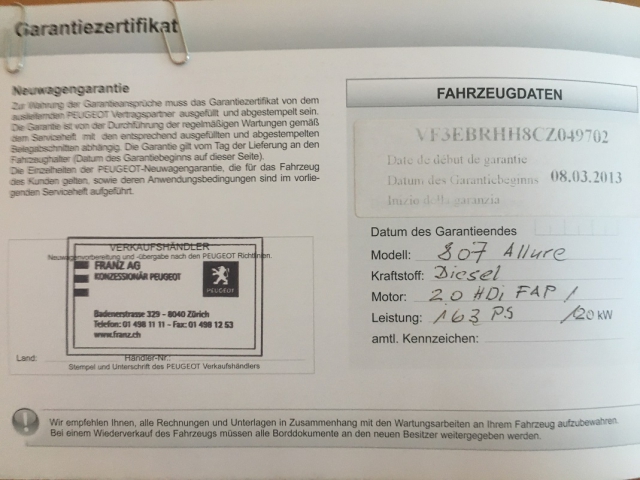 Garantiezertifikat
Neuwagengarantie
Zur Wahrung der Garantieansprüche muss das Garantiezertifikat von dem
ausliefernden PEUGEOT Vertragspartner ausgefüllt und abgestempelt sein.
Die Garantie ist von der Durchführung der regelmäßigen Wartungen gemäß
dem Serviceheft mit den entsprechend ausgefüllten und abgestempelten
Belegabschnitten abhängig. Die Garantie gilt vom Tag der Lieferung an den
Fahrzeughalter (Datum des Garantiebeginns auf dieser Seite).
Die Einzelheiten der PEUGEOT-Neuwagengarantie, die für das Fahrzeug
des Kunden gelten, sowie deren Anwendungsbedingungen sind im vorlie-
genden Serviceheft aufgeführt.
VERKAUFSHÄNDLER
Neuwagenvorbereitung und -übergabe nach den PEUGEOT Richtlinien.
FRANZ AG
KONZESSIONÄR PEUGEOT
PEUGEOT
Badenerstrasse 329 - 8040 Zürich
Telefon: 01 498 11 11 - Fax: 01 498 12 53
www.franz.ch
Land: Händler-Nr.:
Stempel und Unterschrift des PEUGEOT Verkaufshändlers
FAHRZEUGDATEN
VF3EBRHH8CZ049702
Date de début de garantie
Datum des Garantiebeginns 08.03.2013
Inizio della garanzia
Datum des Garantieendes
Modell: 807 Allure
Kraftstoff: Diesel
Motor: 2.0 HDi FAP /
Leistung: 163 PS /120 kW
amtl. Kennzeichen:
Wir empfehlen Ihnen, alle Rechnungen und Unterlagen in Zusammenhang mit den Wartungsarbeiten an Ihrem Fahrzeug aufzubewahren.
Bei einem Wiederverkauf des Fahrzeugs müssen alle Borddokumente an den neuen Besitzer weitergegeben werden.